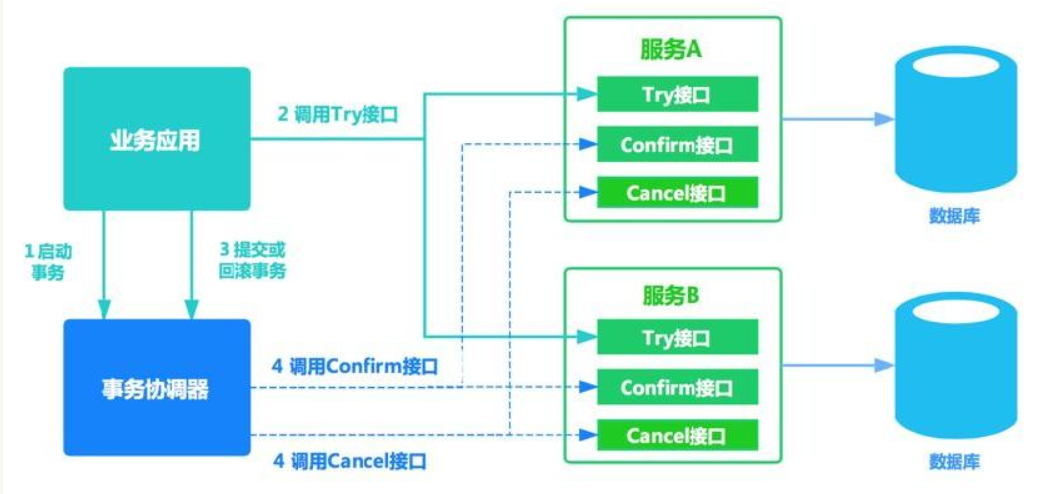 服务A
Try接口
Confirm接口
Cancel接口
数据库
业务应用
2 调用Try接口
1 启动
事务
3 提交或
回滚事务
服务B
Try接口
Confirm接口
Cancel接口
数据库
事务协调器
4 调用Confirm接口
4 调用Cancel接口